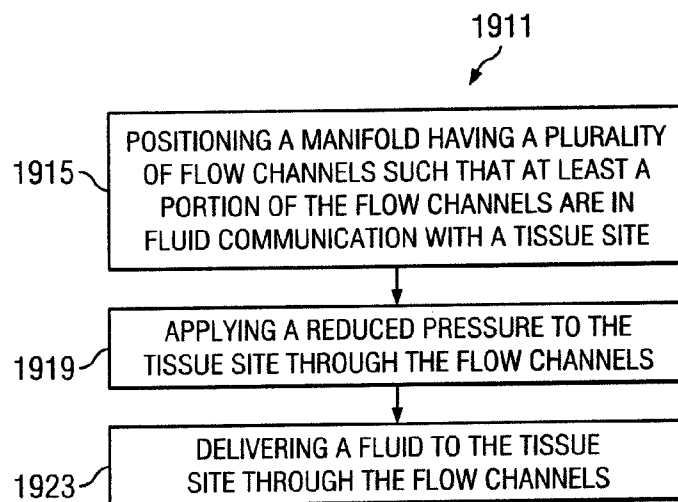 1911
1915
POSITIONING A MANIFOLD HAVING A PLURALITY
OF FLOW CHANNELS SUCH THAT AT LEAST A
PORTION OF THE FLOW CHANNELS ARE IN
FLUID COMMUNICATION WITH A TISSUE SITE
1919
APPLYING A REDUCED PRESSURE TO THE
TISSUE SITE THROUGH THE FLOW CHANNELS
1923
DELIVERING A FLUID TO THE TISSUE
SITE THROUGH THE FLOW CHANNELS